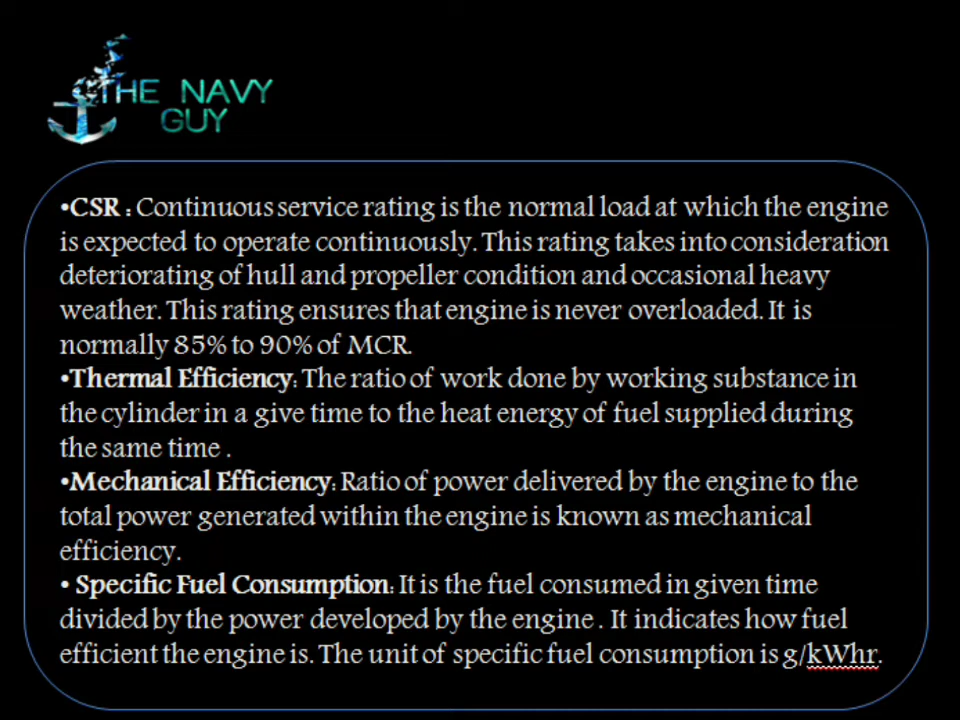 THE NAVY
GUY
•CSR : Continuous service rating is the normal load at which the engine
is expected to operate continuously. This rating takes into consideration
deteriorating of hull and propeller condition and occasional heavy
weather. This rating ensures that engine is never overloaded. It is
normally 85% to 90% of MCR.
•Thermal Efficiency: The ratio of work done by working substance in
the cylinder in a give time to the heat energy of fuel supplied during
the same time .
•Mechanical Efficiency: Ratio of power delivered by the engine to the
total power generated within the engine is known as mechanical
efficiency.
• Specific Fuel Consumption: It is the fuel consumed in given time
divided by the power developed by the engine . It indicates how fuel
efficient the engine is. The unit of specific fuel consumption is g/kWhr.